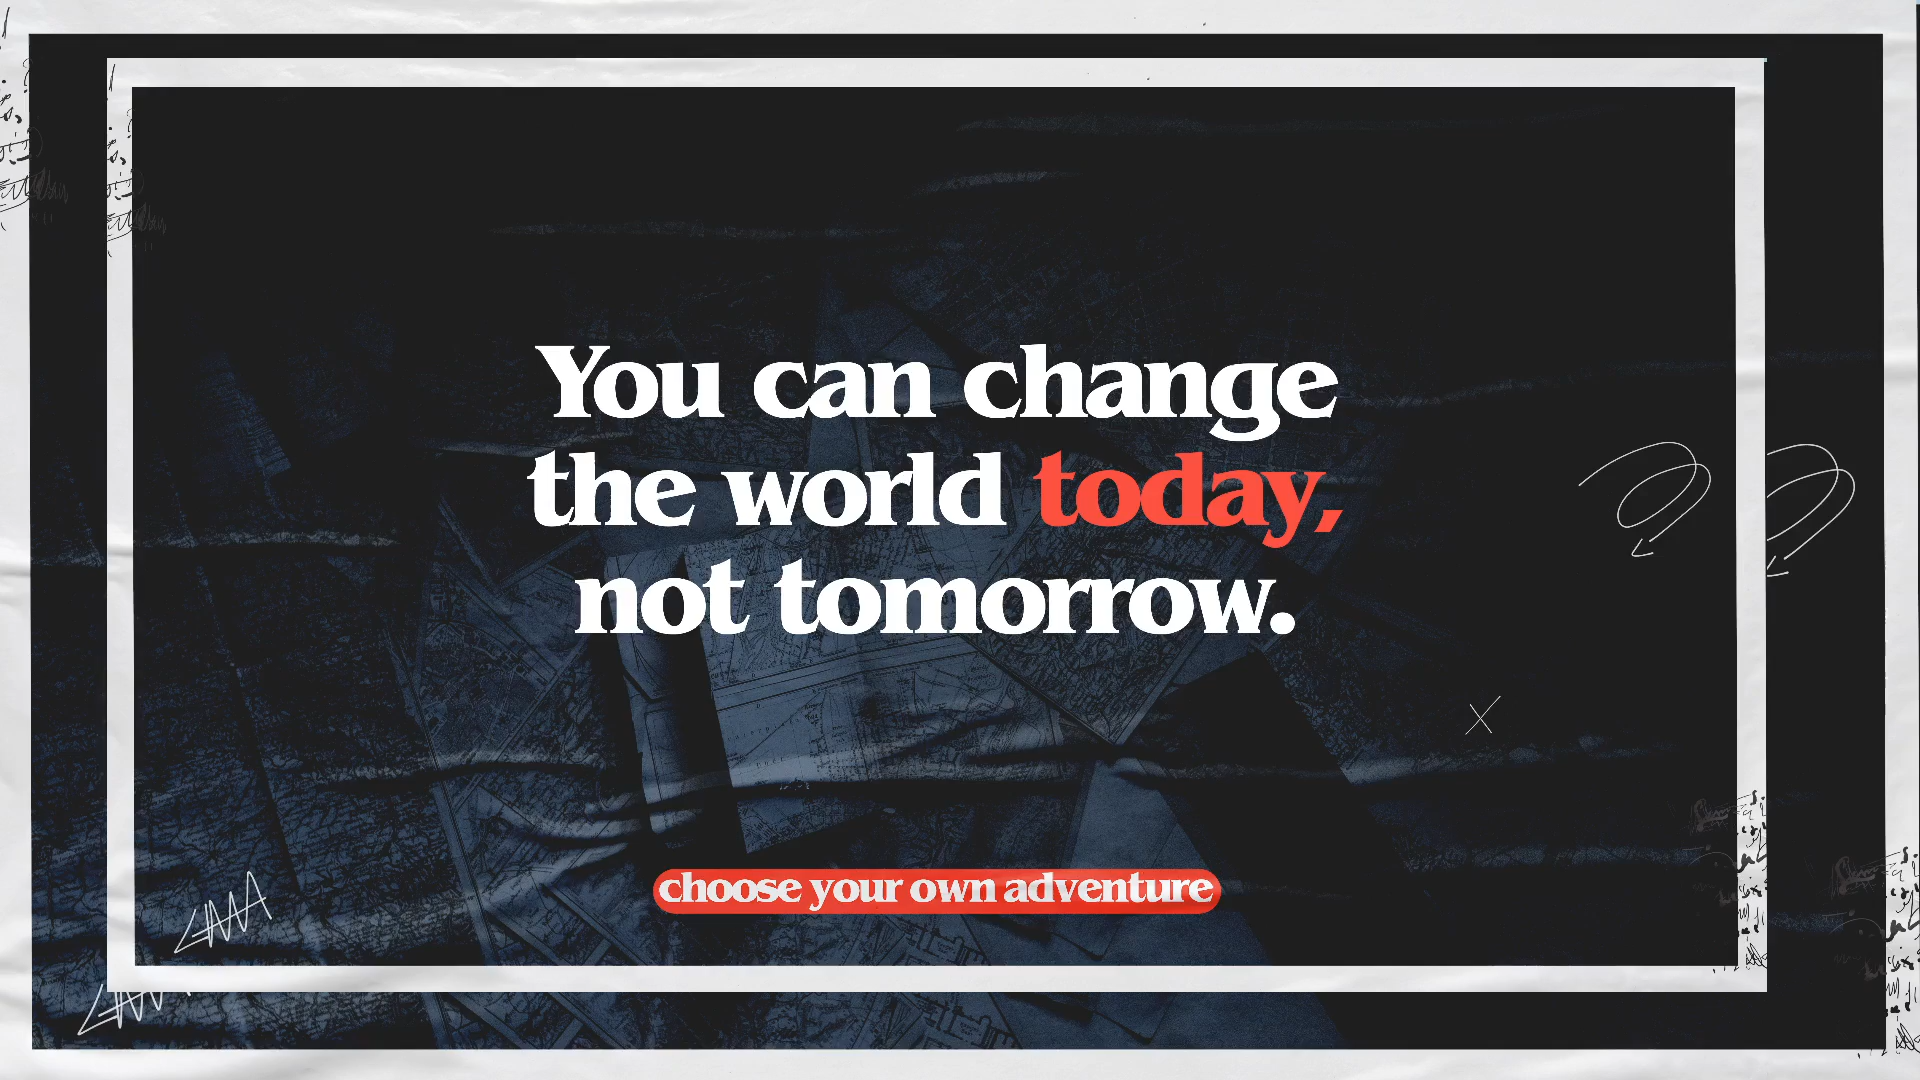 You can change
the world today,
not tomorrow.
choose your own adventure